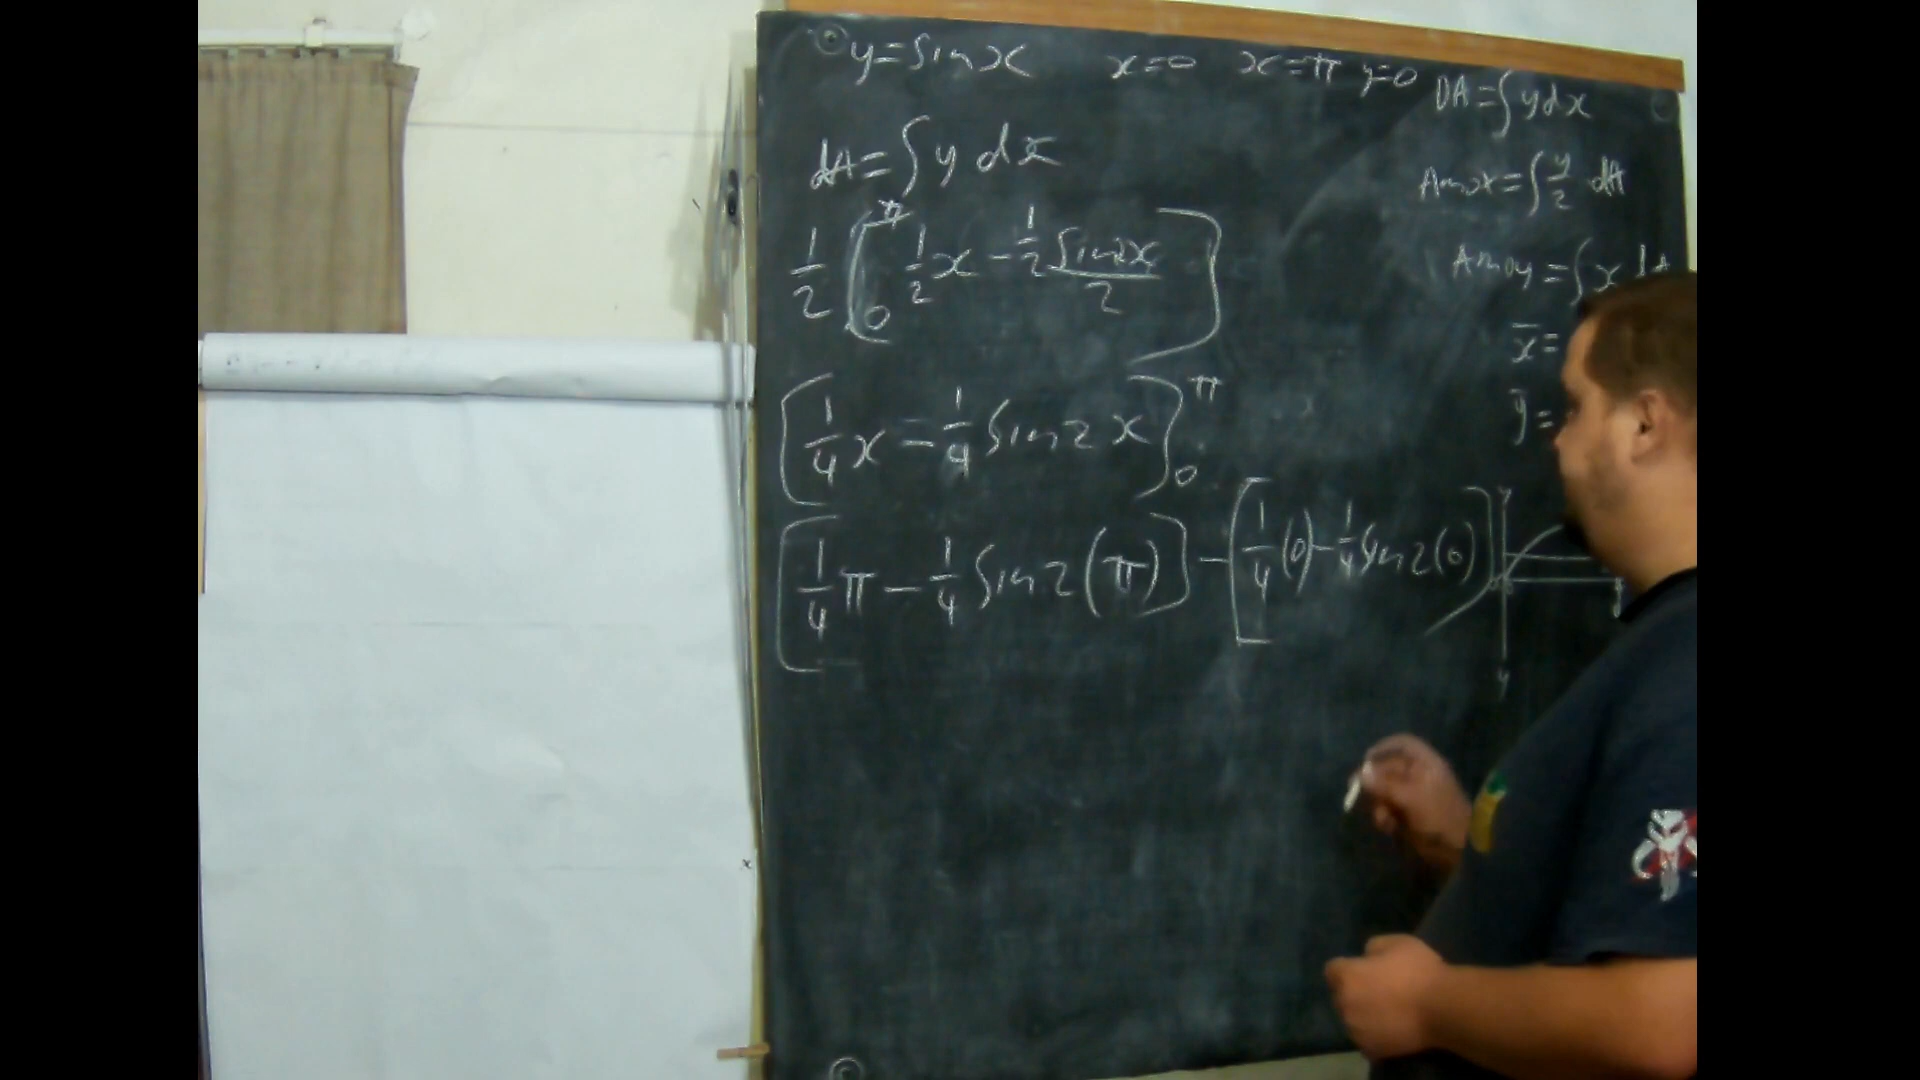 y = Sin x   x=0   x=π   y=0
DA = ∫ y dx
dA = ∫ y dx
Amox = ∫ y/2 · dA
1/2 [ 1/2 x − 1/2 Sin2x/2 ] π 0
Amoy = ∫ x dA
x̄ =
[ 1/4 x − 1/4 Sin 2x ] π 0
ȳ =
[ 1/4 π − 1/4 Sin 2(π) ] − [ 1/4 (0) − 1/4 Sin 2(0) ]
y
y